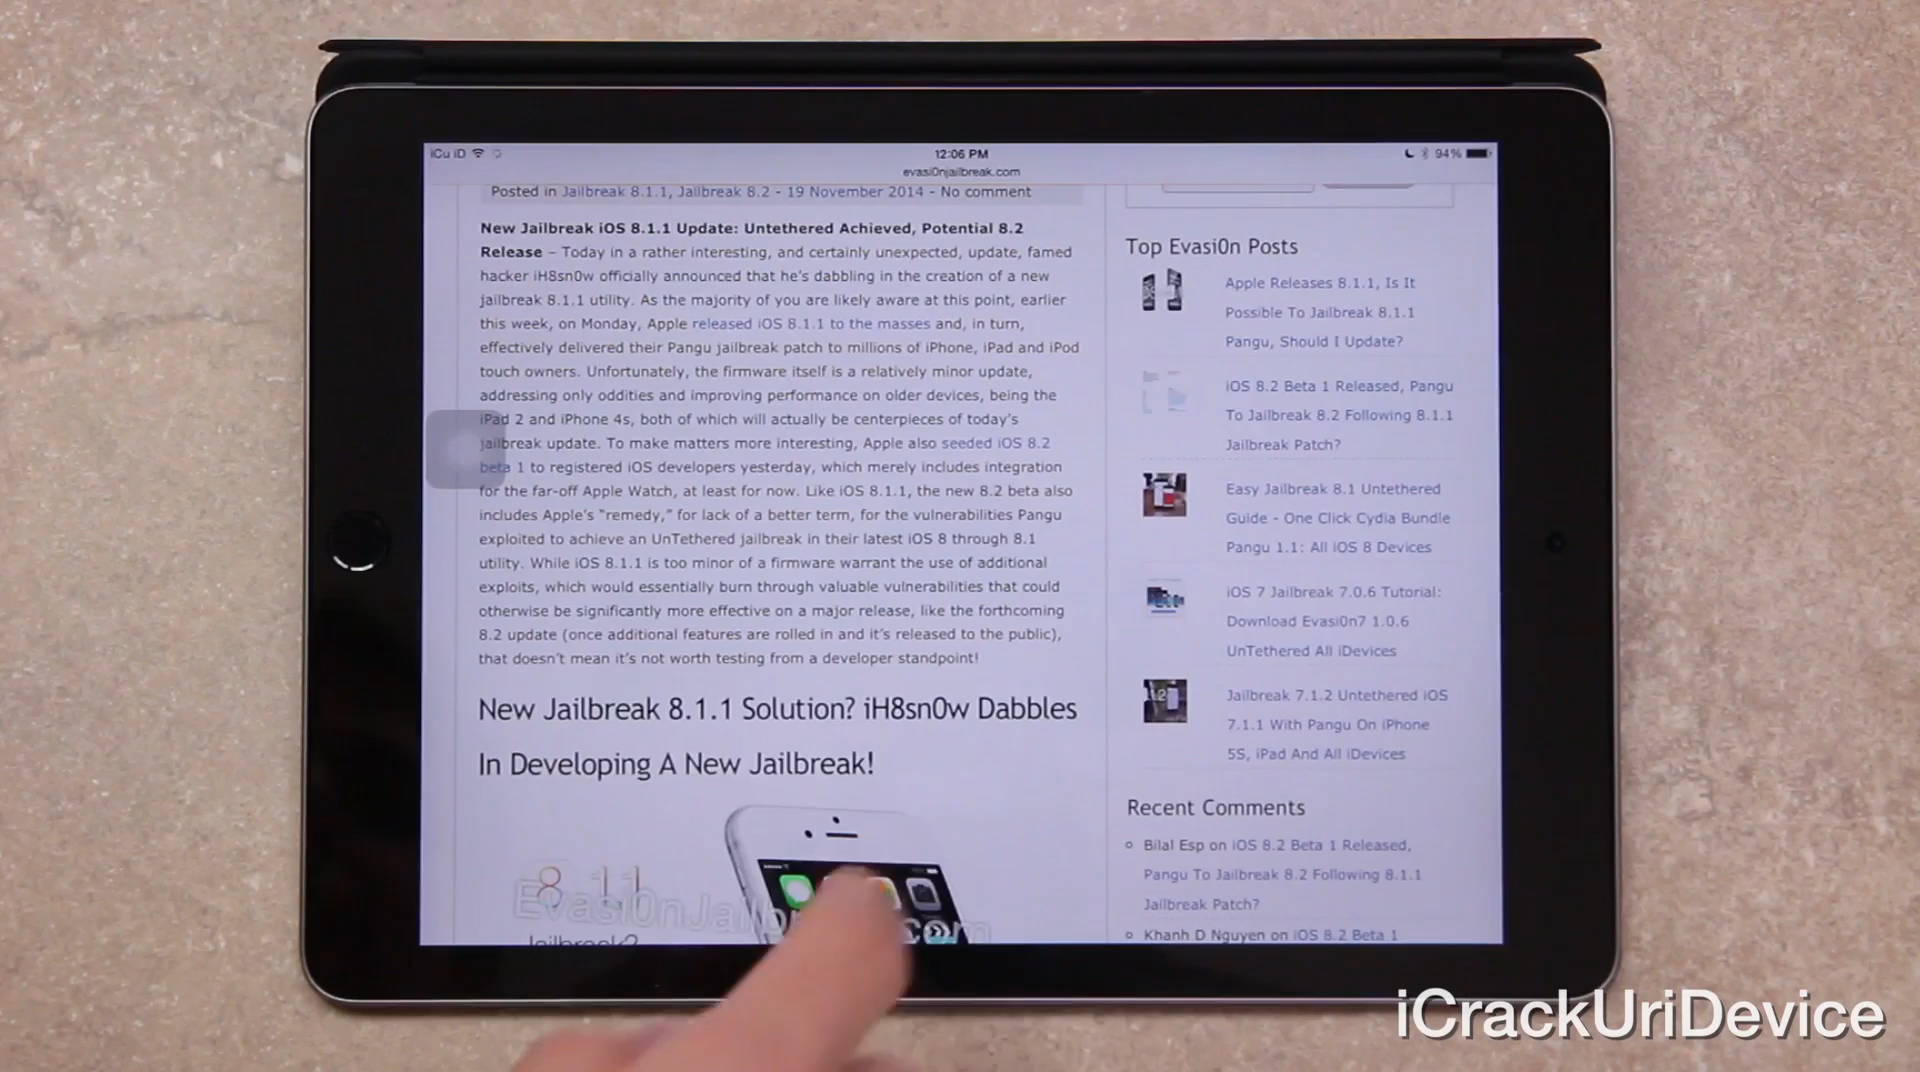 iCu iD
12:06 PM
94%
evasi0njailbreak.com
Posted in Jailbreak 8.1.1, Jailbreak 8.2 - 19 November 2014 - No comment
New Jailbreak iOS 8.1.1 Update: Untethered Achieved, Potential 8.2
Release – Today in a rather interesting, and certainly unexpected, update, famed
hacker iH8sn0w officially announced that he's dabbling in the creation of a new
jailbreak 8.1.1 utility. As the majority of you are likely aware at this point, earlier
this week, on Monday, Apple released iOS 8.1.1 to the masses and, in turn,
effectively delivered their Pangu jailbreak patch to millions of iPhone, iPad and iPod
touch owners. Unfortunately, the firmware itself is a relatively minor update,
addressing only oddities and improving performance on older devices, being the
iPad 2 and iPhone 4s, both of which will actually be centerpieces of today's
jailbreak update. To make matters more interesting, Apple also seeded iOS 8.2
beta 1 to registered iOS developers yesterday, which merely includes integration
for the far-off Apple Watch, at least for now. Like iOS 8.1.1, the new 8.2 beta also
includes Apple's “remedy,” for lack of a better term, for the vulnerabilities Pangu
exploited to achieve an UnTethered jailbreak in their latest iOS 8 through 8.1
utility. While iOS 8.1.1 is too minor of a firmware warrant the use of additional
exploits, which would essentially burn through valuable vulnerabilities that could
otherwise be significantly more effective on a major release, like the forthcoming
8.2 update (once additional features are rolled in and it's released to the public),
that doesn't mean it's not worth testing from a developer standpoint!
New Jailbreak 8.1.1 Solution? iH8sn0w Dabbles
In Developing A New Jailbreak!
8 11
Jailbreak?
Top Evasi0n Posts
Apple Releases 8.1.1, Is It
Possible To Jailbreak 8.1.1
Pangu, Should I Update?
iOS 8.2 Beta 1 Released, Pangu
To Jailbreak 8.2 Following 8.1.1
Jailbreak Patch?
Easy Jailbreak 8.1 Untethered
Guide - One Click Cydia Bundle
Pangu 1.1: All iOS 8 Devices
iOS 7 Jailbreak 7.0.6 Tutorial:
Download Evasi0n7 1.0.6
UnTethered All iDevices
Jailbreak 7.1.2 Untethered iOS
7.1.1 With Pangu On iPhone
5S, iPad And All iDevices
Recent Comments
Bilal Esp on iOS 8.2 Beta 1 Released,
Pangu To Jailbreak 8.2 Following 8.1.1
Jailbreak Patch?
Khanh D Nguyen on iOS 8.2 Beta 1
iCrackUriDevice